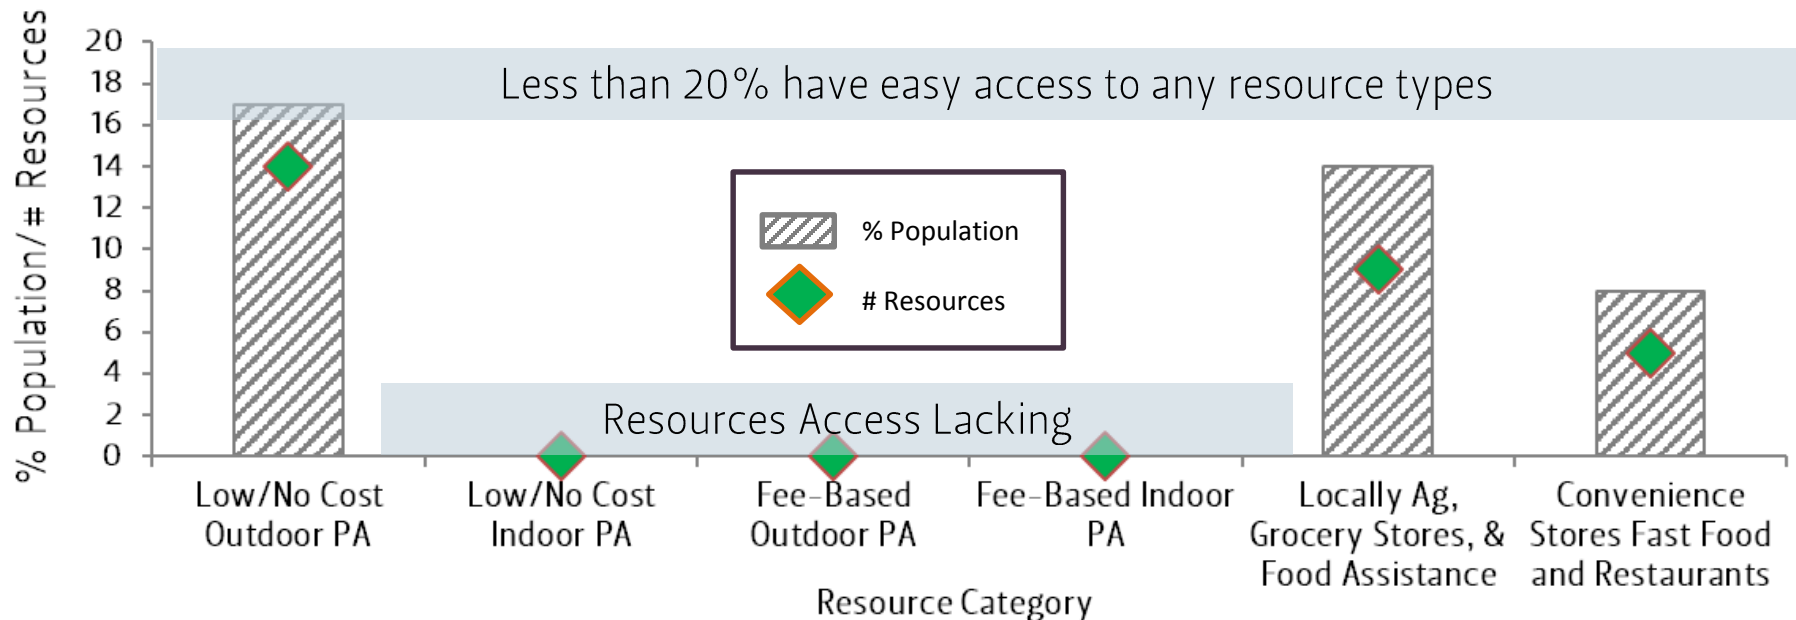 % Population/# Resources
20
18
16
14
12
10
8
6
4
2
0
Less than 20% have easy access to any resource types
% Population
# Resources
Resources Access Lacking
Low/No Cost
Outdoor PA
Low/No Cost
Indoor PA
Fee-Based
Outdoor PA
Fee-Based Indoor
PA
Locally Ag,
Grocery Stores, &
Food Assistance
Convenience
Stores Fast Food
and Restaurants
Resource Category